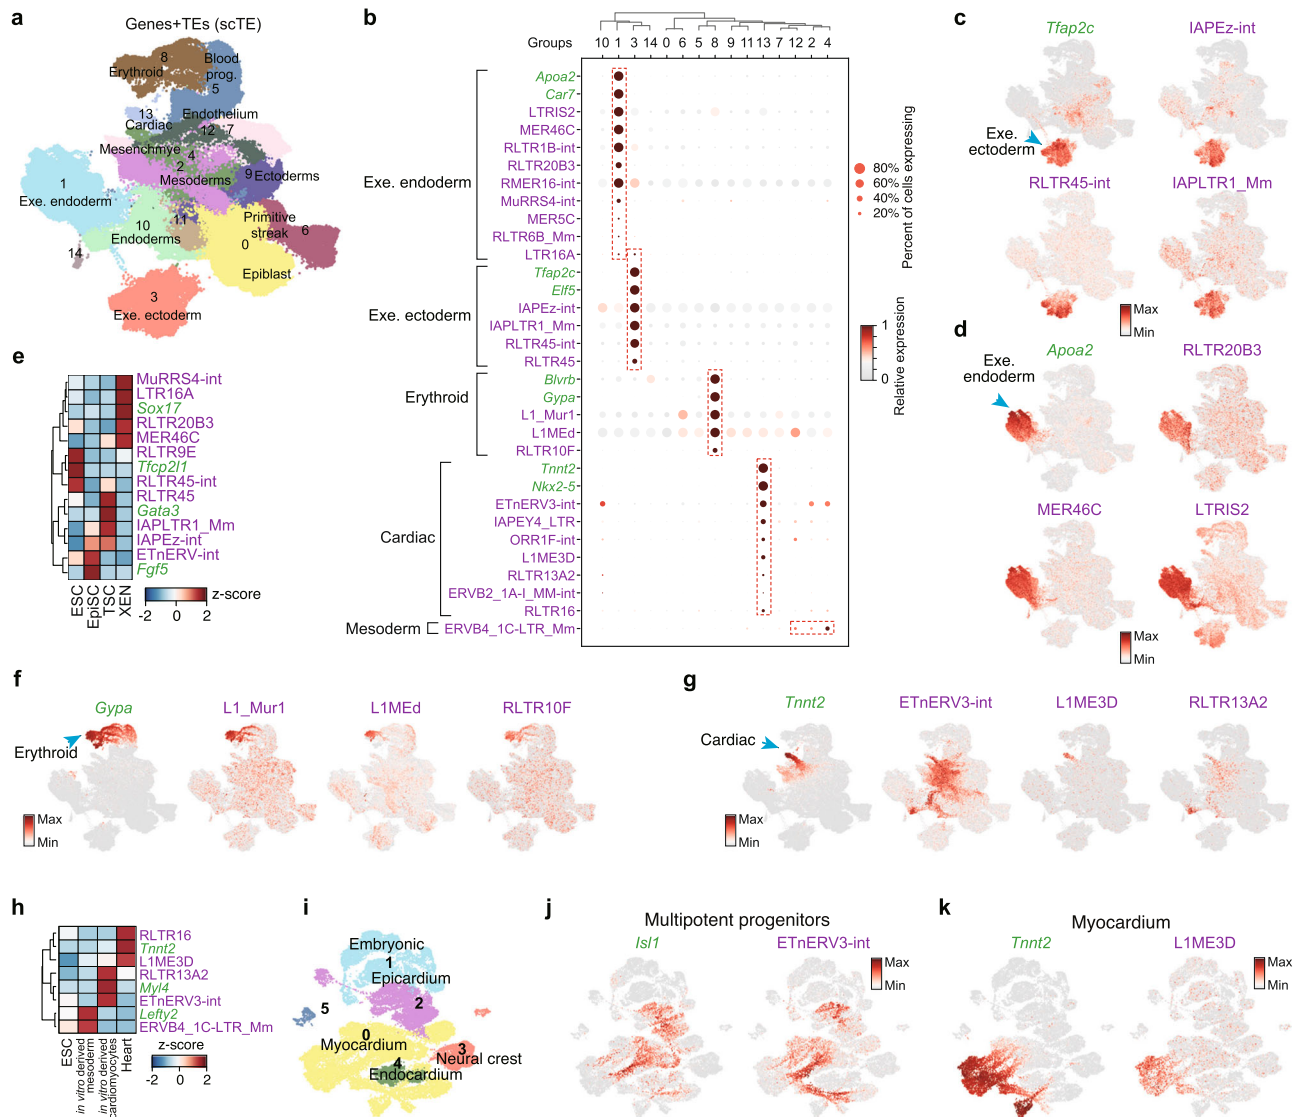 a
Genes+TEs (scTE)
8
Erythroid
Blood
prog.
5
13
Cardiac
Endothelium
12
7
Mesenchmye
4
2
Mesoderms
9
Ectoderms
1
Exe. endoderm
10
Endoderms
11
Primitive
streak
6
0
Epiblast
14
3
Exe. ectoderm
b
Groups
10 1 3 14 0 6 5 8 9 11 13 7 12 2 4
Exe. endoderm
Apoa2
Car7
LTRIS2
MER46C
RLTR1B-int
RLTR20B3
RMER16-int
MuRRS4-int
MER5C
RLTR6B_Mm
LTR16A
Exe. ectoderm
Tfap2c
Elf5
IAPEz-int
IAPLTR1_Mm
RLTR45-int
RLTR45
Erythroid
Blvrb
Gypa
L1_Mur1
L1MEd
RLTR10F
Cardiac
Tnnt2
Nkx2-5
ETnERV3-int
IAPEY4_LTR
ORR1F-int
L1ME3D
RLTR13A2
ERVB2_1A-I_MM-int
RLTR16
Mesoderm
ERVB4_1C-LTR_Mm
80%
60%
40%
20%
Percent of cells expressing
1
0
Relative expression
c
Tfap2c
IAPEz-int
Exe.
ectoderm
RLTR45-int
IAPLTR1_Mm
Max
Min
d
Apoa2
RLTR20B3
Exe.
endoderm
MER46C
LTRIS2
Max
Min
e
MuRRS4-int
LTR16A
Sox17
RLTR20B3
MER46C
RLTR9E
Tfcp2l1
RLTR45-int
RLTR45
Gata3
IAPLTR1_Mm
IAPEz-int
ETnERV-int
Fgf5
ESC
EpiSC
TSC
XEN
z-score
-2 0 2
f
Gypa
L1_Mur1
L1MEd
RLTR10F
Erythroid
Max
Min
g
Tnnt2
ETnERV3-int
L1ME3D
RLTR13A2
Cardiac
Max
Min
h
RLTR16
Tnnt2
L1ME3D
RLTR13A2
Myl4
ETnERV3-int
Lefty2
ERVB4_1C-LTR_Mm
ESC
in vitro derived
mesoderm
in vitro derived
cardiomyocytes
Heart
z-score
-2 0 2
i
Embryonic
1
Epicardium
2
5
0
Myocardium
3
Neural crest
4
Endocardium
j
Multipotent progenitors
Isl1
ETnERV3-int
Max
Min
k
Myocardium
Tnnt2
L1ME3D
Max
Min